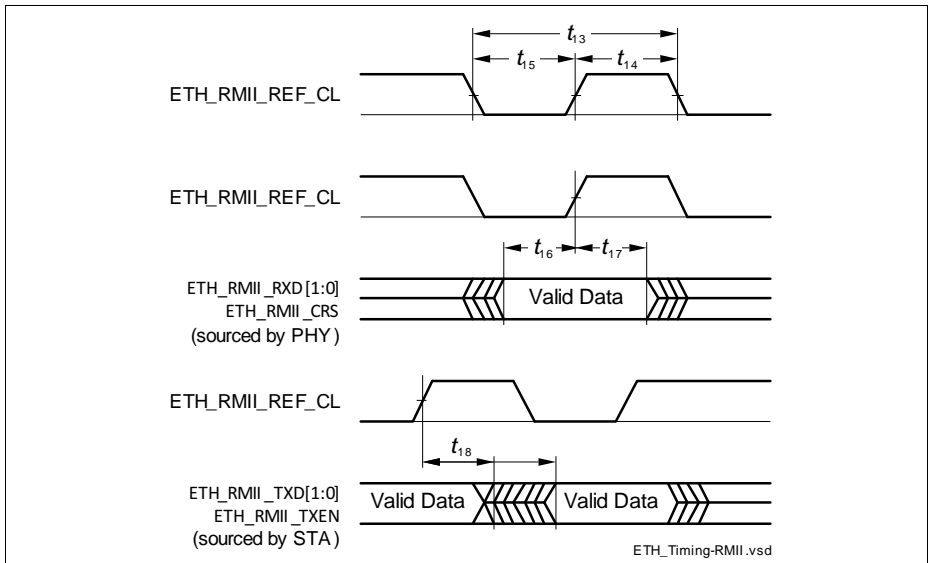 t13
t15
t14
ETH_RMII_REF_CL
ETH_RMII_REF_CL
t16
t17
ETH_RMII_RXD[1:0]
ETH_RMII_CRS
(sourced by PHY)
Valid Data
ETH_RMII_REF_CL
t18
ETH_RMII_TXD[1:0]
ETH_RMII_TXEN
(sourced by STA)
Valid Data
Valid Data
ETH_Timing-RMII.vsd